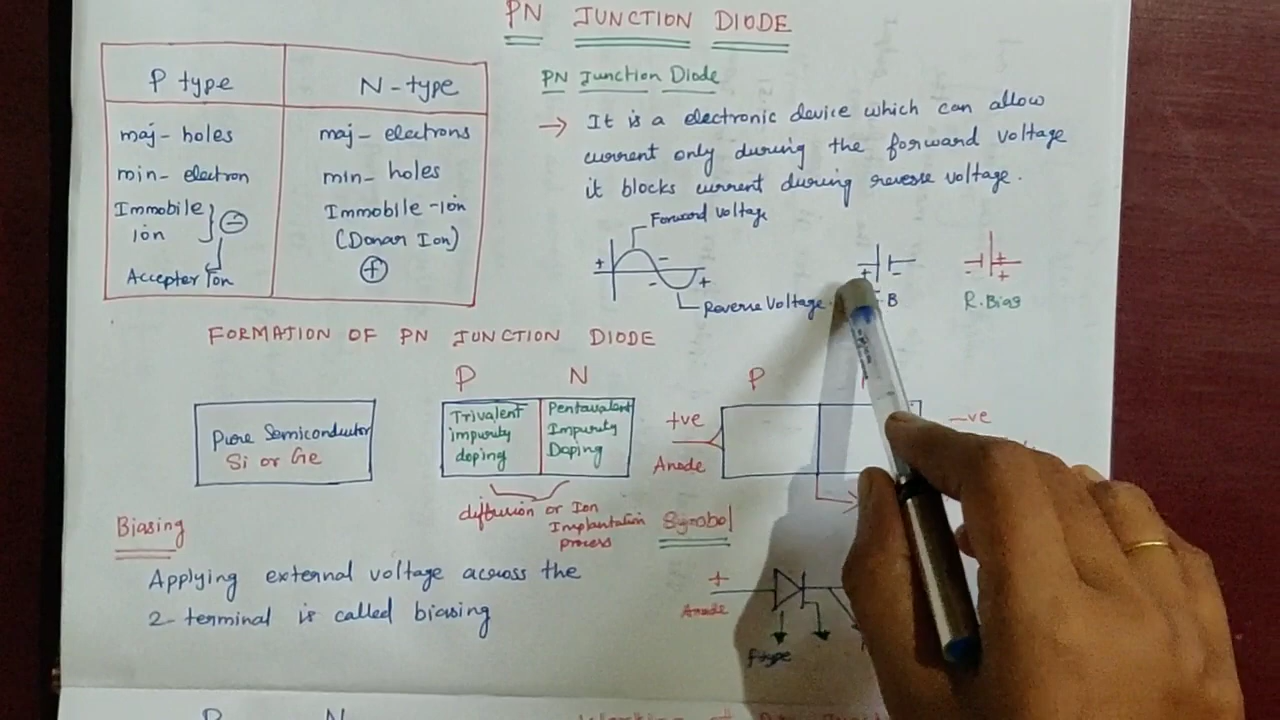 PN JUNCTION DIODE
P type
N-type
maj- holes
maj- electrons
min- electron
min- holes
Immobile
ion
-
Immobile -ion
(Donar Ion)
+
Accepter Ion
PN Junction Diode
→ It is a electronic device which can allow
current only during the forward voltage
it blocks current during reverse voltage.
Forward Voltage
+ - - +
Reverse Voltage.
+ -
B
- + +
R.Bias
FORMATION OF PN JUNCTION DIODE
Pure Semiconductor
Si or Ge
P N
Trivalent
impurity
doping
Pentavalent
Impurity
Doping
diffusion or Ion
Implantation
process
P
+ve
Anode
-ve
Biasing
Applying external voltage across the
2- terminal is called biasing
Symbol
+
Anode
P type
P N